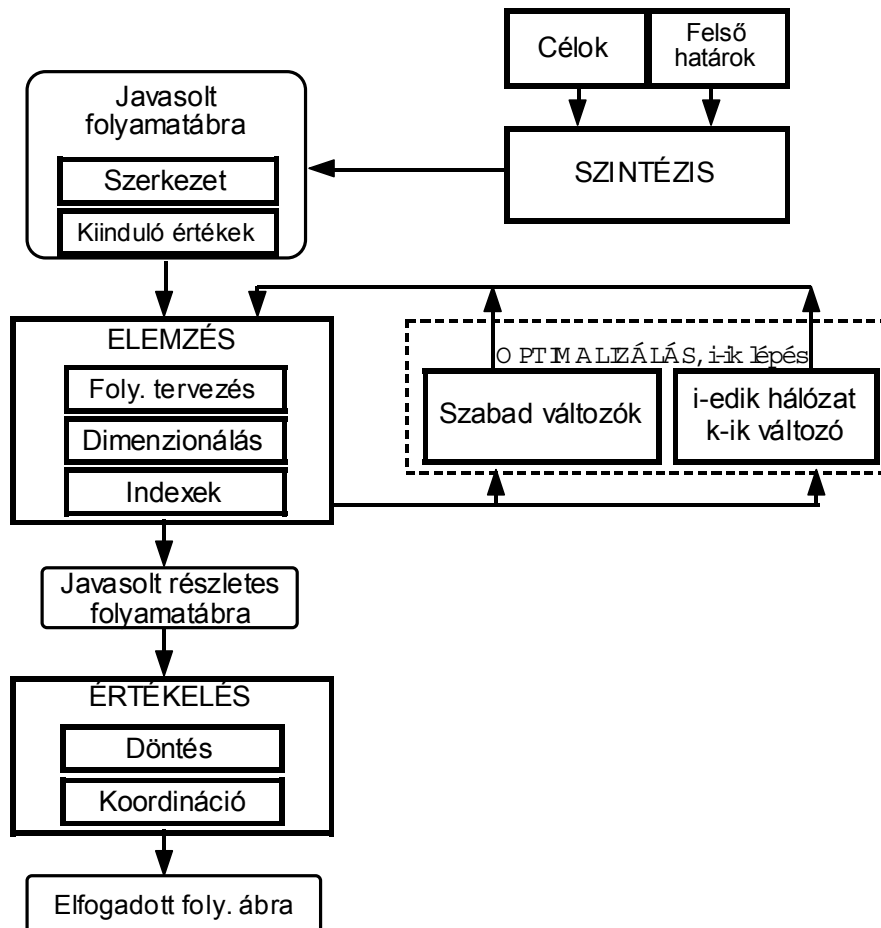 Célok
Felső
határok
SZINTÉZIS
Javasolt
folyamatábra
Szerkezet
Kiinduló értékek
ELEMZÉS
Foly. tervezés
Dimenzionálás
Indexek
OPTIMALIZÁLÁS, i-ik lépés
Szabad változók
i-edik hálózat
k-ik változó
Javasolt részletes
folyamatábra
ÉRTÉKELÉS
Döntés
Koordináció
Elfogadott foly. ábra